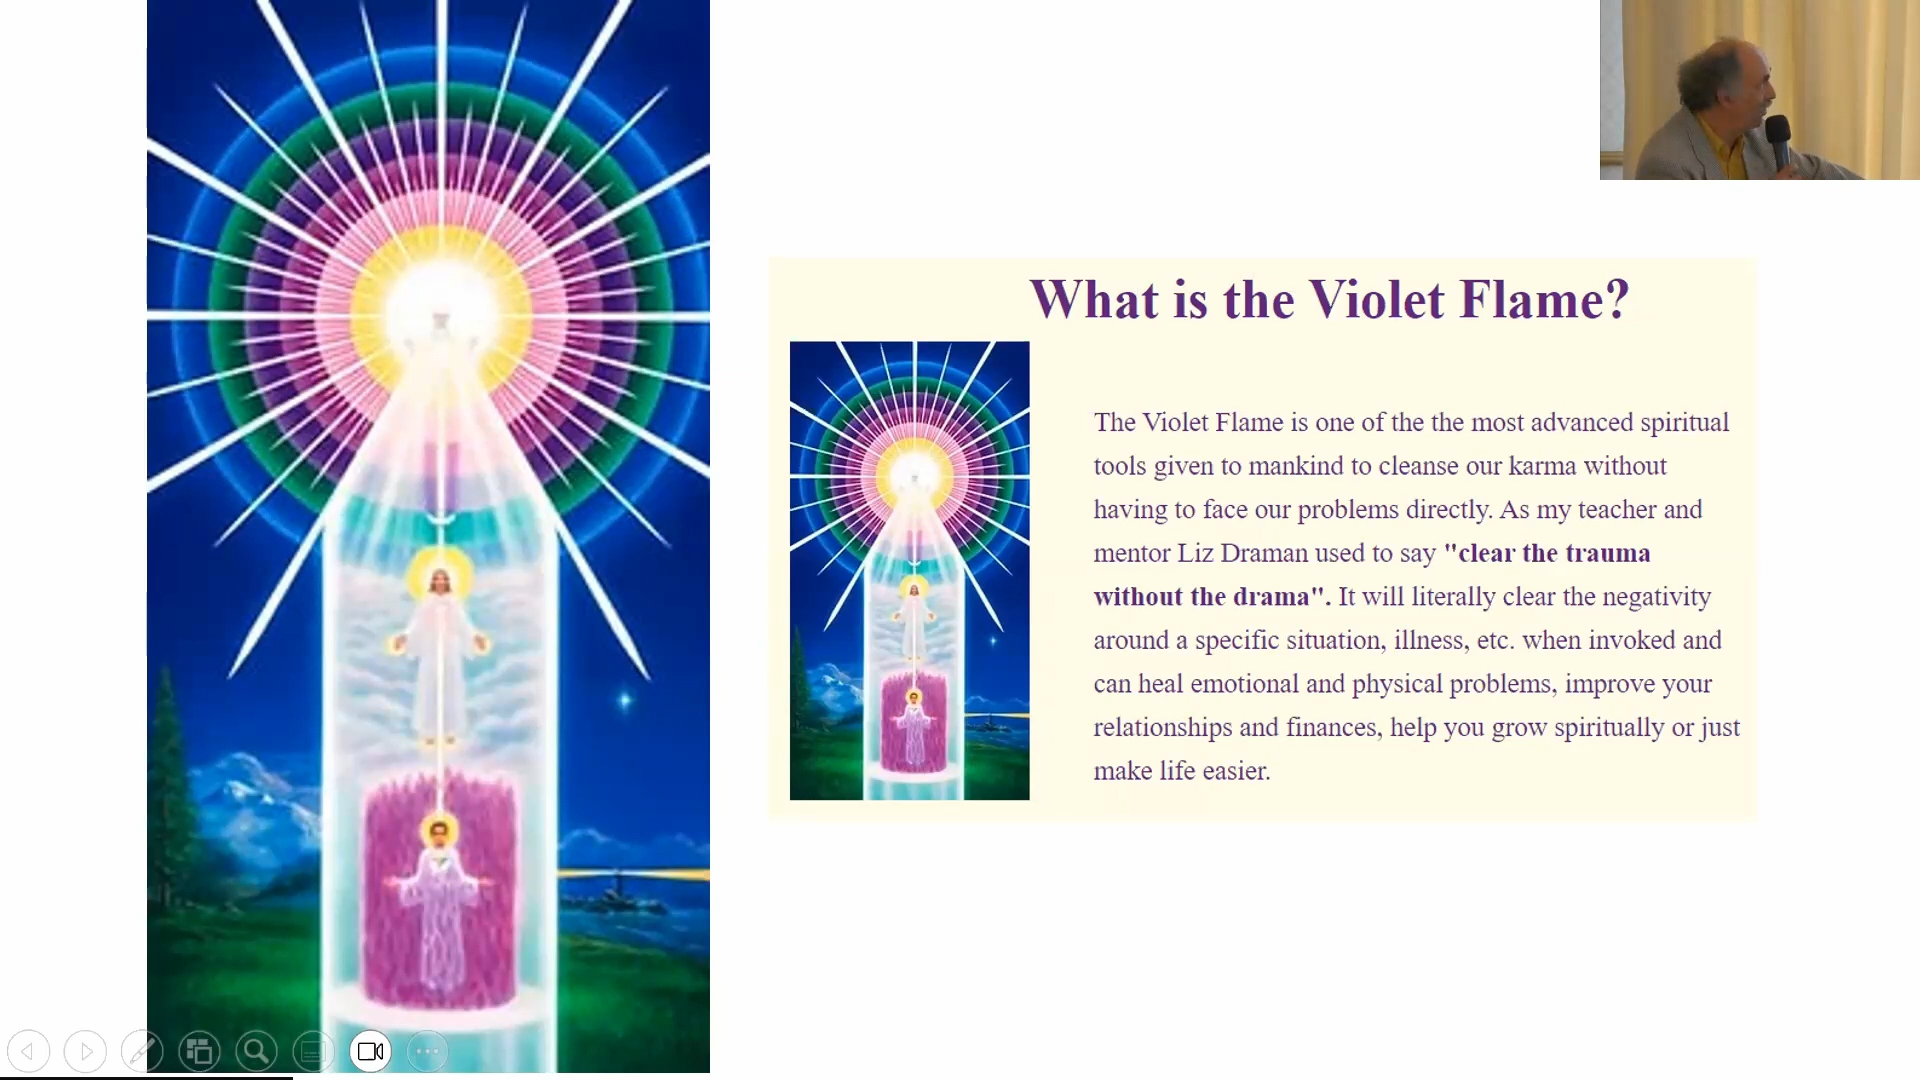 What is the Violet Flame?
The Violet Flame is one of the the most advanced spiritual
tools given to mankind to cleanse our karma without
having to face our problems directly. As my teacher and
mentor Liz Draman used to say "clear the trauma
without the drama". It will literally clear the negativity
around a specific situation, illness, etc. when invoked and
can heal emotional and physical problems, improve your
relationships and finances, help you grow spiritually or just
make life easier.